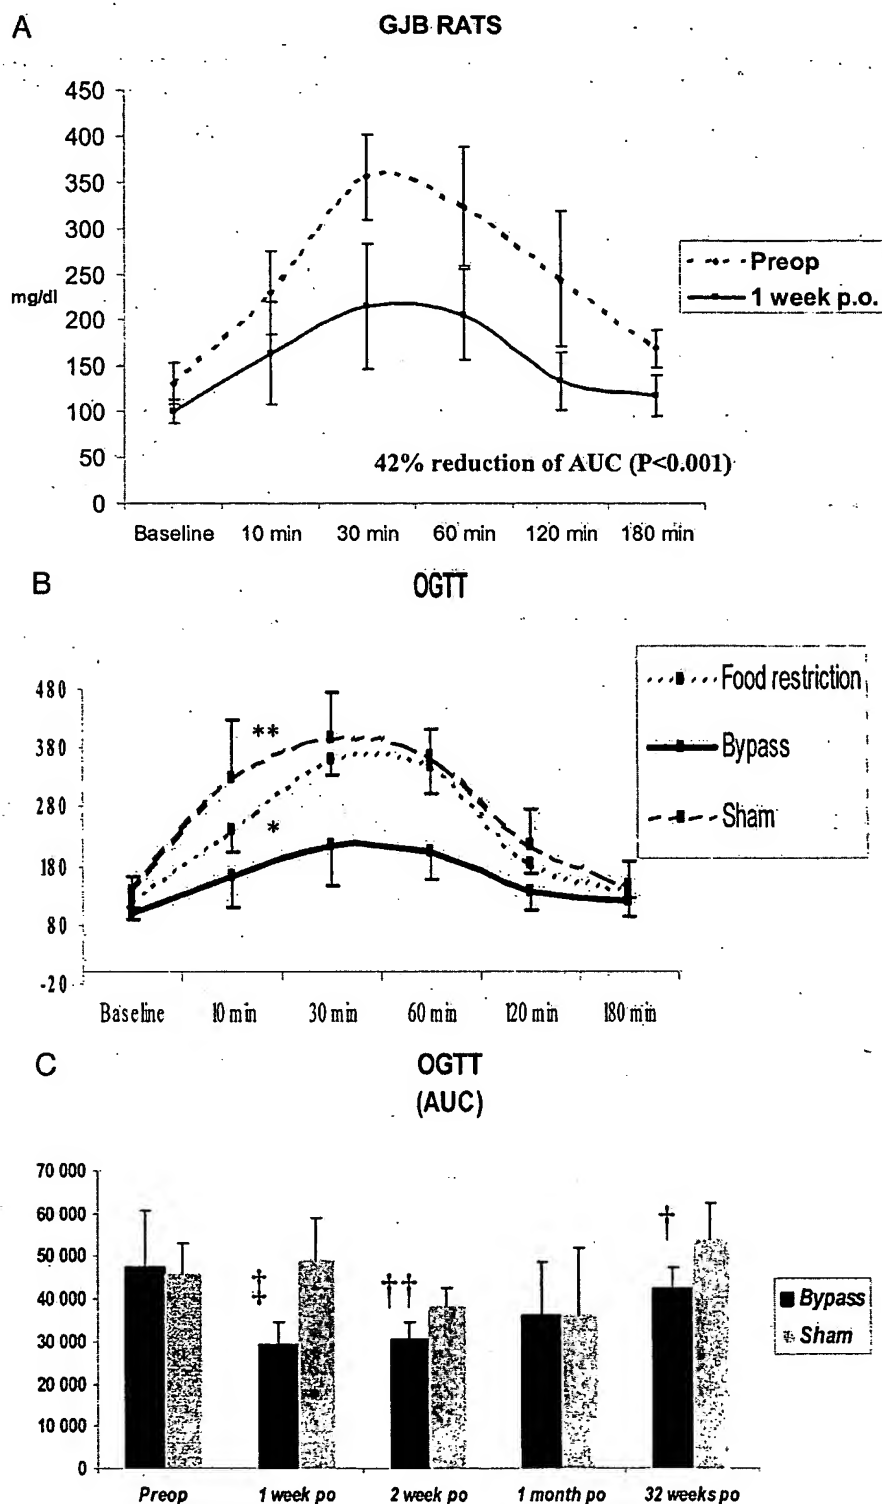 A
GJB RATS
450
400
350
300
250
mg/dl
200
150
100
50
0
Preop
1 week p.o.
42% reduction of AUC (P<0.001)
Baseline 10 min 30 min 60 min 120 min 180 min
B
OGTT
480
380
280
180
80
-20
**
*
Food restriction
Bypass
Sham
Baseline 10 min 30 min 60 min 120 min 180 min
C
OGTT
(AUC)
70 000
60 000
50 000
40 000
30 000
20 000
10 000
0
‡
††
†
Bypass
Sham
Preop 1 week po 2 week po 1 month po 32 weeks po